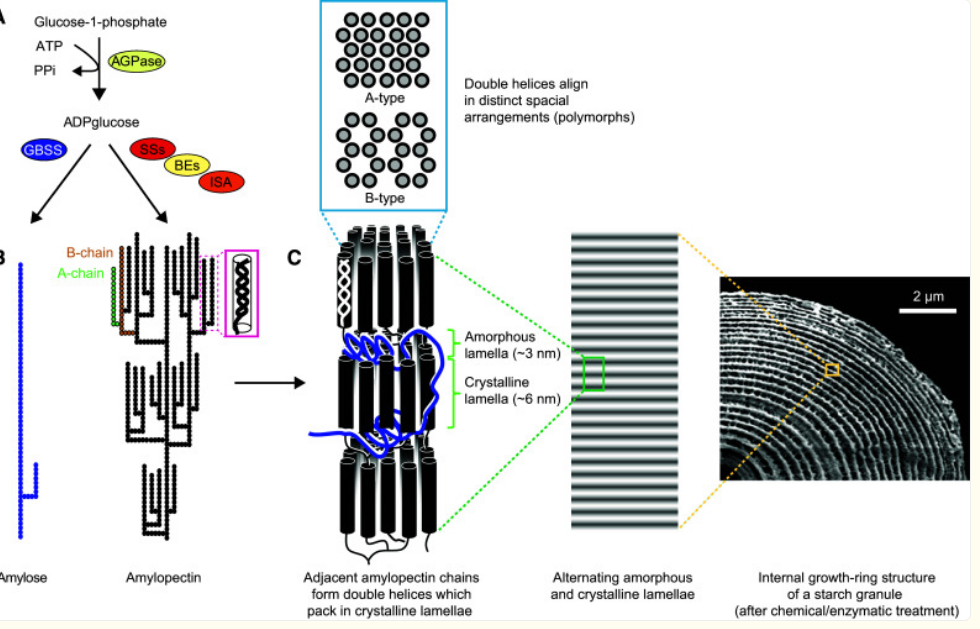 A
Glucose-1-phosphate
ATP
AGPase
PPi
ADPglucose
GBSS
SSs
BEs
ISA
A-type
B-type
Double helices align
in distinct spacial
arrangements (polymorphs)
B
B-chain
A-chain
C
Amorphous
lamella (~3 nm)
Crystalline
lamella (~6 nm)
2 μm
Amylose
Amylopectin
Adjacent amylopectin chains
form double helices which
pack in crystalline lamellae
Alternating amorphous
and crystalline lamellae
Internal growth-ring structure
of a starch granule
(after chemical/enzymatic treatment)